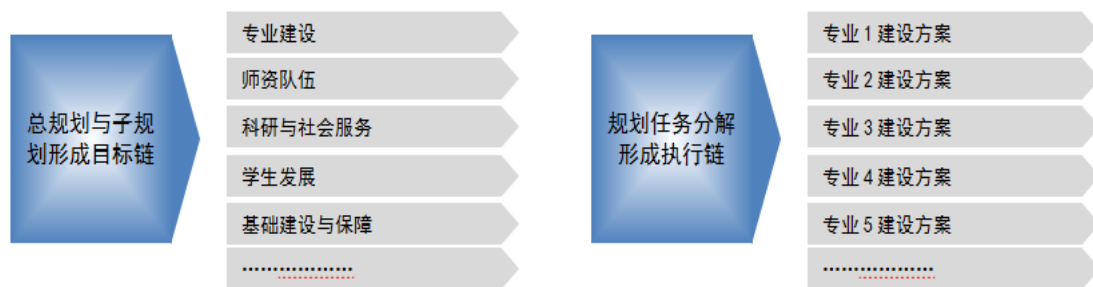 总规划与子规
划形成目标链
专业建设
师资队伍
科研与社会服务
学生发展
基础建设与保障
………………
规划任务分解
形成执行链
专业1建设方案
专业2建设方案
专业3建设方案
专业4建设方案
专业5建设方案
………………